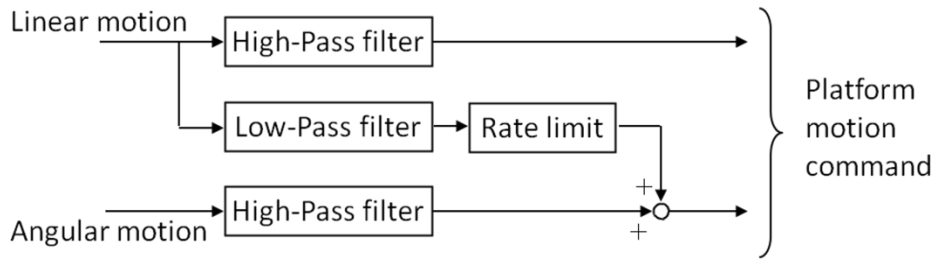 Linear motion
High-Pass filter
Low-Pass filter
Rate limit
+
High-Pass filter
+
Angular motion
Platform
motion
command